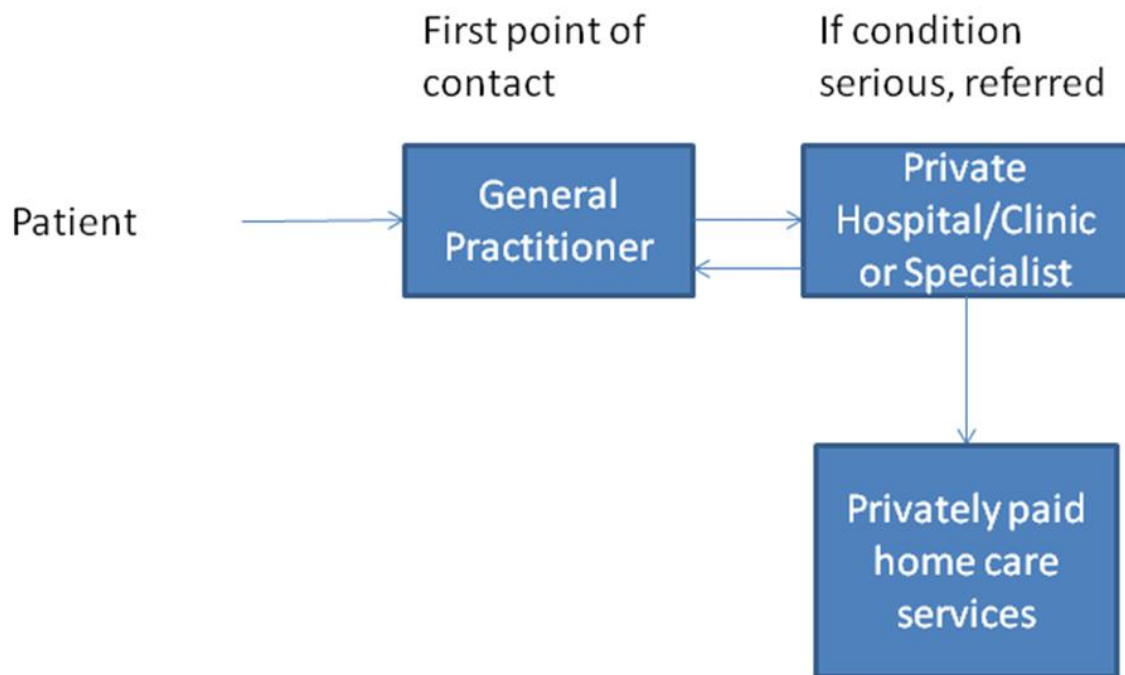 First point of
contact
If condition
serious, referred
Patient
General
Practitioner
Private
Hospital/Clinic
or Specialist
Privately paid
home care
services